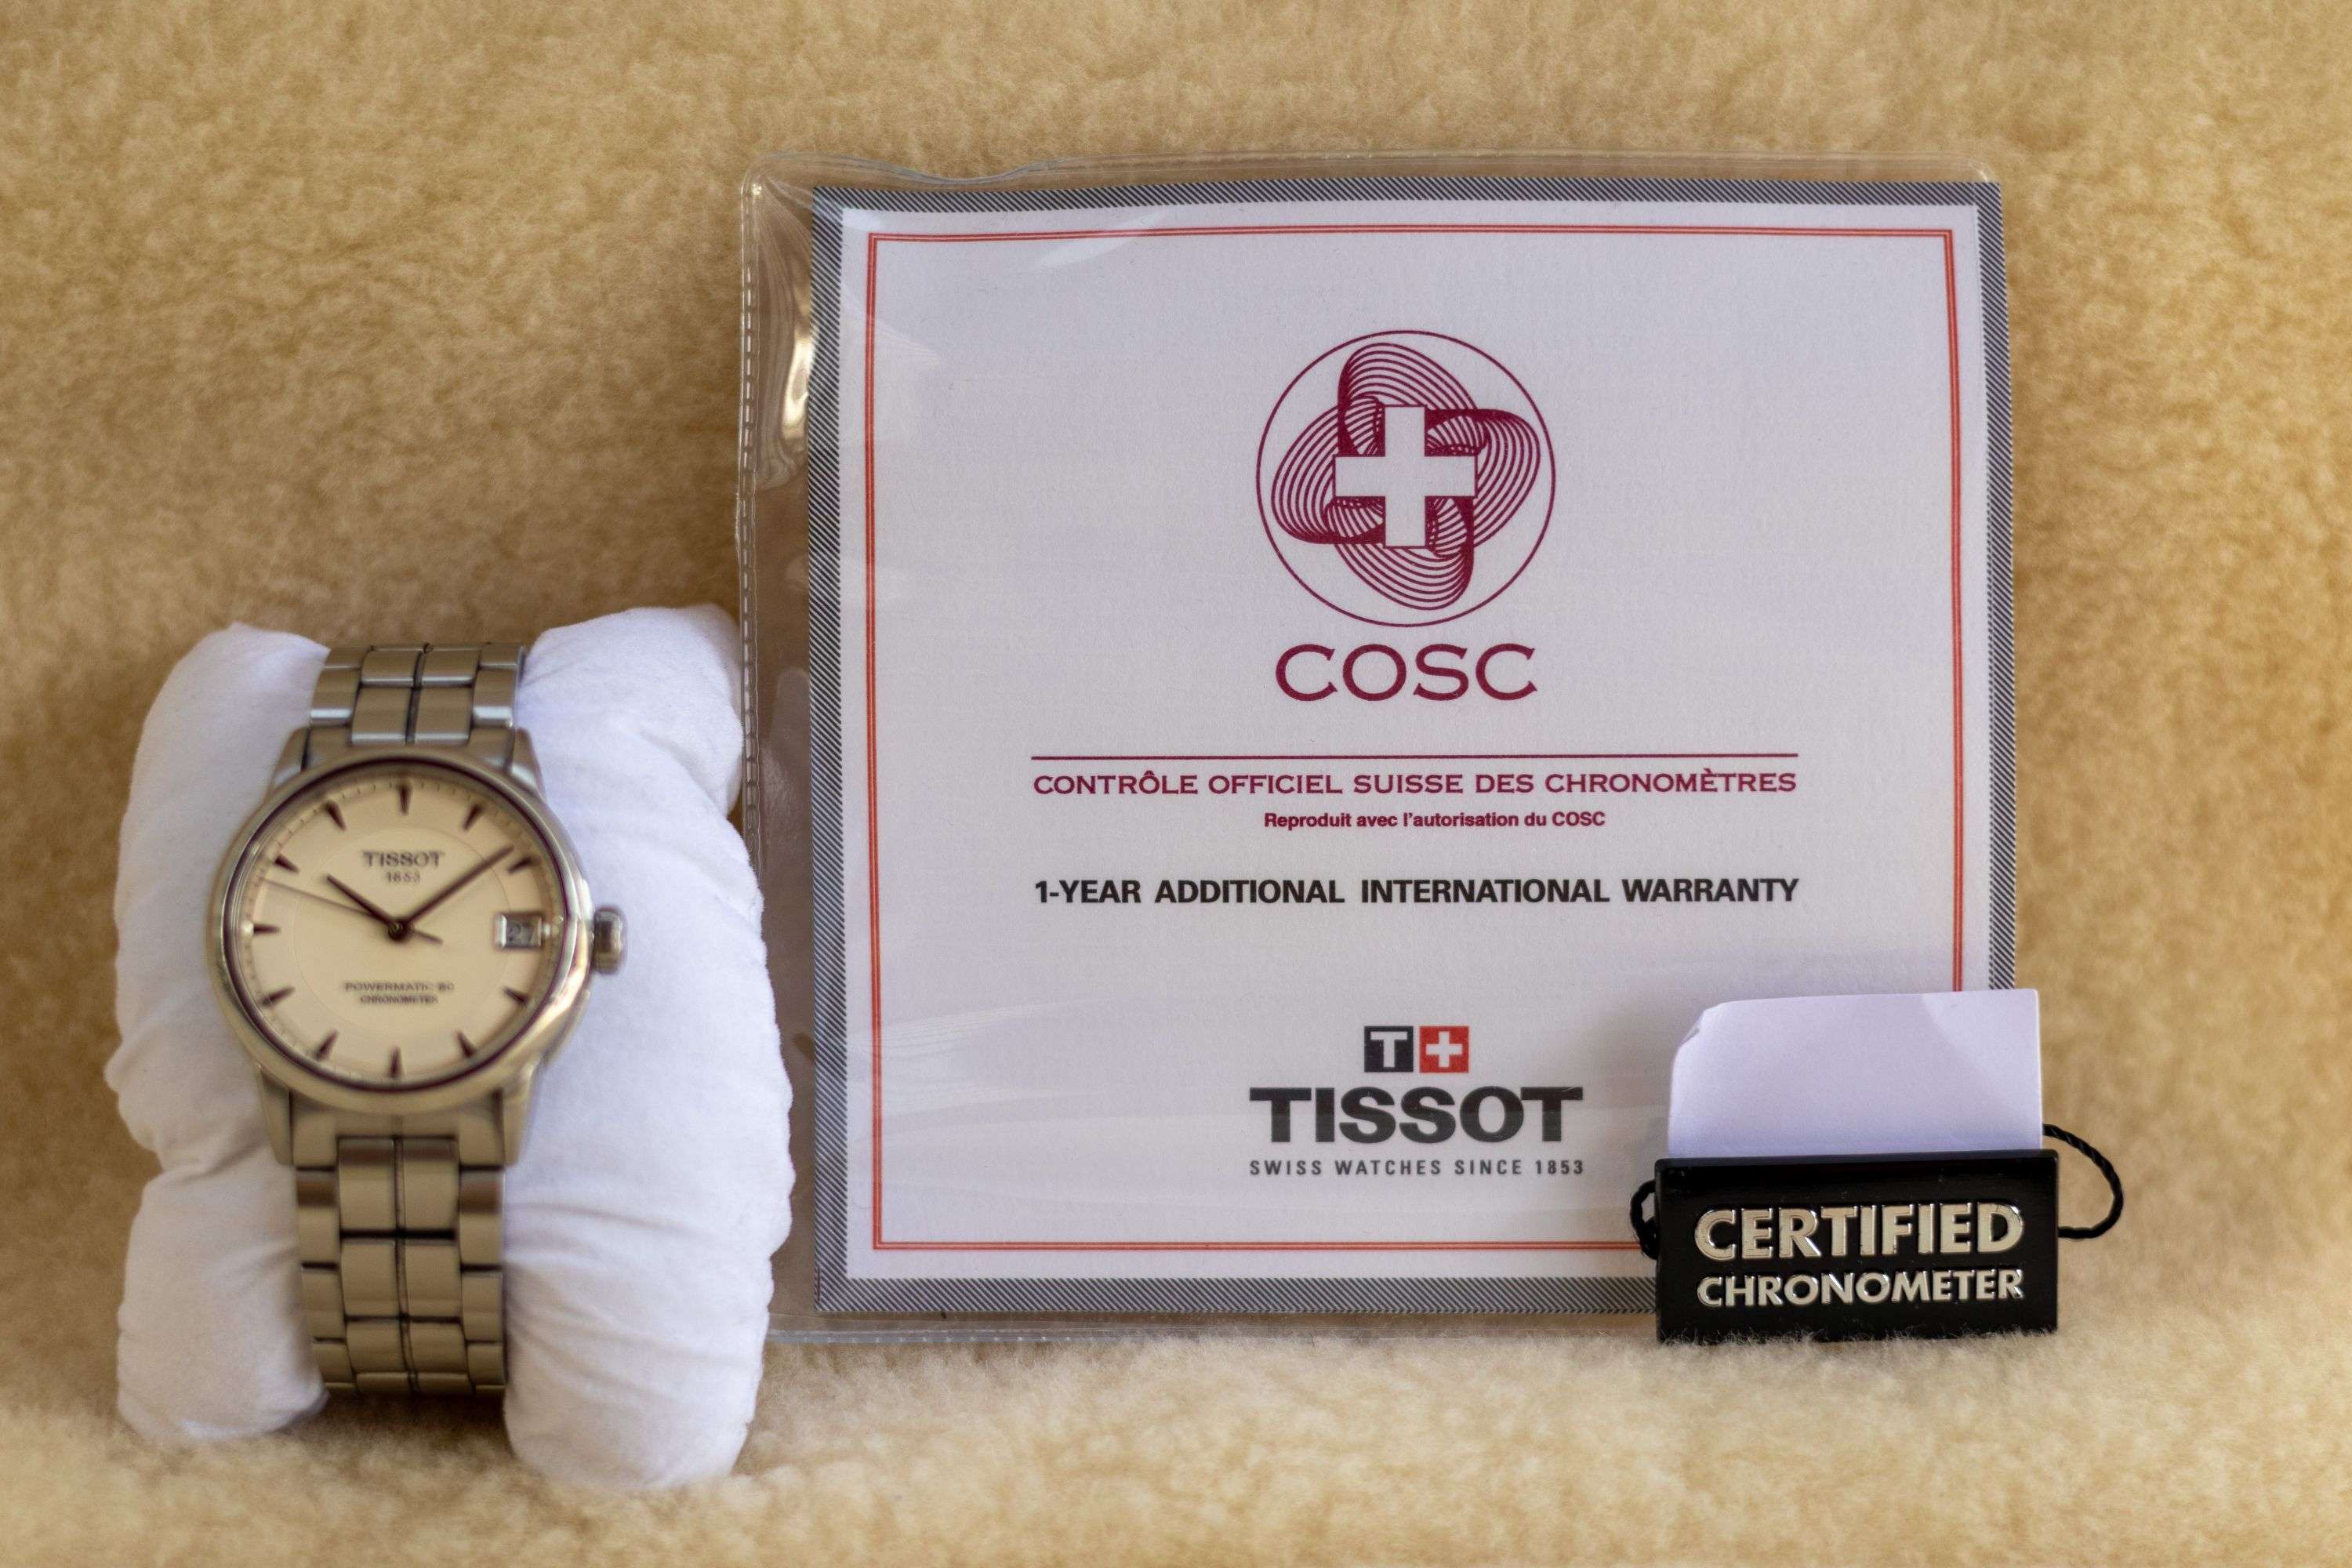 TISSOT
1853
27
POWERMATIC 80
CHRONOMETER
COSC
CONTRÔLE OFFICIEL SUISSE DES CHRONOMÈTRES
Reproduit avec l'autorisation du COSC
1-YEAR ADDITIONAL INTERNATIONAL WARRANTY
T
TISSOT
SWISS WATCHES SINCE 1853
CERTIFIED
CHRONOMETER